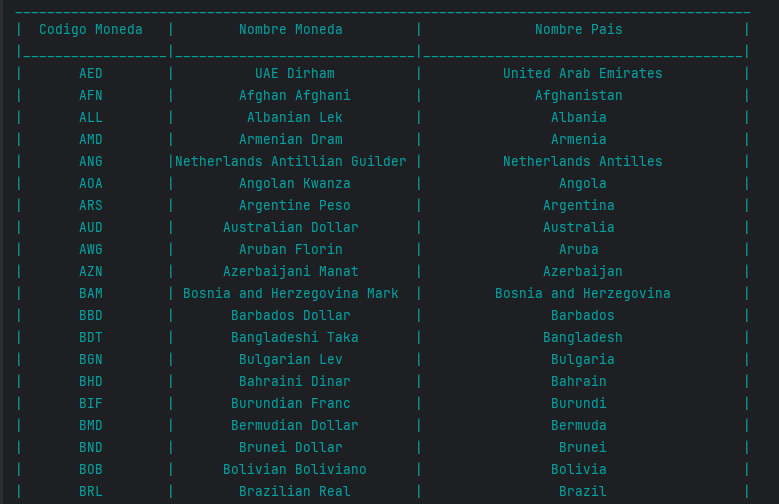 Codigo Moneda | Nombre Moneda | Nombre Pais
AED | UAE Dirham | United Arab Emirates
AFN | Afghan Afghani | Afghanistan
ALL | Albanian Lek | Albania
AMD | Armenian Dram | Armenia
ANG |Netherlands Antillian Guilder | Netherlands Antilles
AOA | Angolan Kwanza | Angola
ARS | Argentine Peso | Argentina
AUD | Australian Dollar | Australia
AWG | Aruban Florin | Aruba
AZN | Azerbaijani Manat | Azerbaijan
BAM | Bosnia and Herzegovina Mark | Bosnia and Herzegovina
BBD | Barbados Dollar | Barbados
BDT | Bangladeshi Taka | Bangladesh
BGN | Bulgarian Lev | Bulgaria
BHD | Bahraini Dinar | Bahrain
BIF | Burundian Franc | Burundi
BMD | Bermudian Dollar | Bermuda
BND | Brunei Dollar | Brunei
BOB | Bolivian Boliviano | Bolivia
BRL | Brazilian Real | Brazil